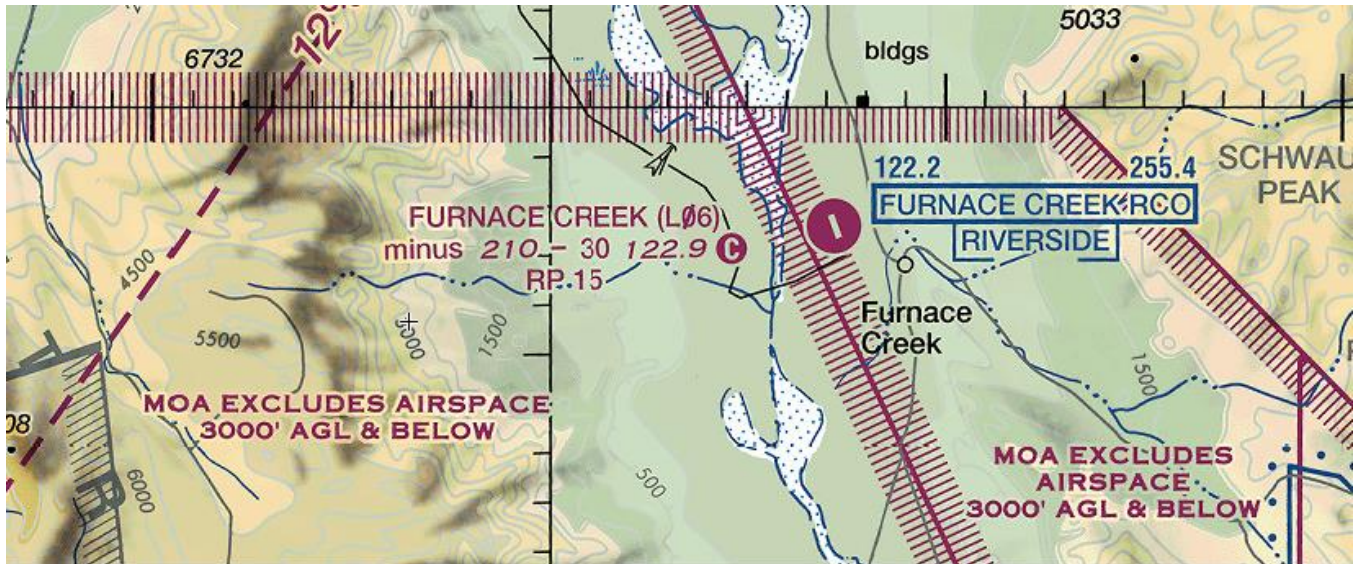 12
6732
5033
bldgs
122.2 255.4
FURNACE CREEK RCO
RIVERSIDE
SCHWAU
PEAK
FURNACE CREEK (LØ6)
minus 210 – 30 122.9 C
RP 15
I
4500
5500
1500
Furnace
Creek
1500
MOA EXCLUDES AIRSPACE
3000' AGL & BELOW
08
6000
500
MOA EXCLUDES
AIRSPACE
3000' AGL & BELOW